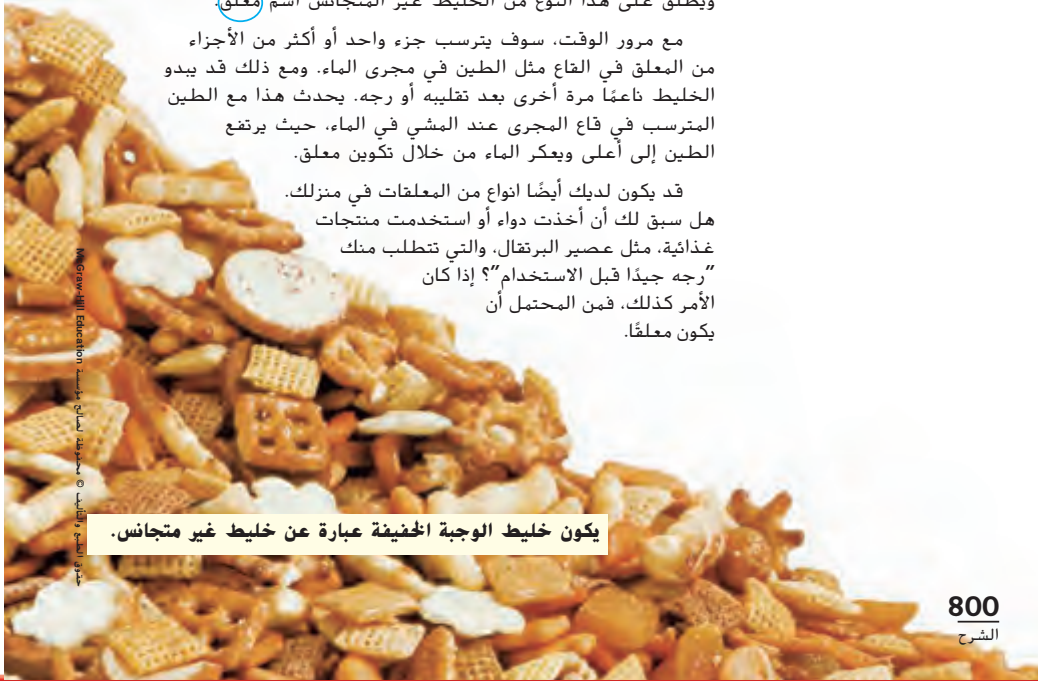 ويطلق على هذا النوع من الخليط غير المتجانس اسم معلق.
مع مرور الوقت، سوف يترسب جزء واحد أو أكثر من الأجزاء
من المعلق في القاع مثل الطين في مجرى الماء. ومع ذلك قد يبدو
الخليط ناعمًا مرة أخرى بعد تقليبه أو رجه. يحدث هذا مع الطين
المترسب في قاع المجرى عند المشي في الماء، حيث يرتفع
الطين إلى أعلى ويعكر الماء من خلال تكوين معلق.
قد يكون لديك أيضًا انواع من المعلقات في منزلك.
هل سبق لك أن أخذت دواء أو استخدمت منتجات
غذائية، مثل عصير البرتقال، والتي تتطلب منك
"رجه جيدًا قبل الاستخدام"؟ إذا كان
الأمر كذلك، فمن المحتمل أن
يكون معلقًا.
يكون خليط الوجبة الخفيفة عبارة عن خليط غير متجانس.
حقوق الطبع والتأليف © محفوظة لصالح مؤسسة McGraw-Hill Education
800
الشرح